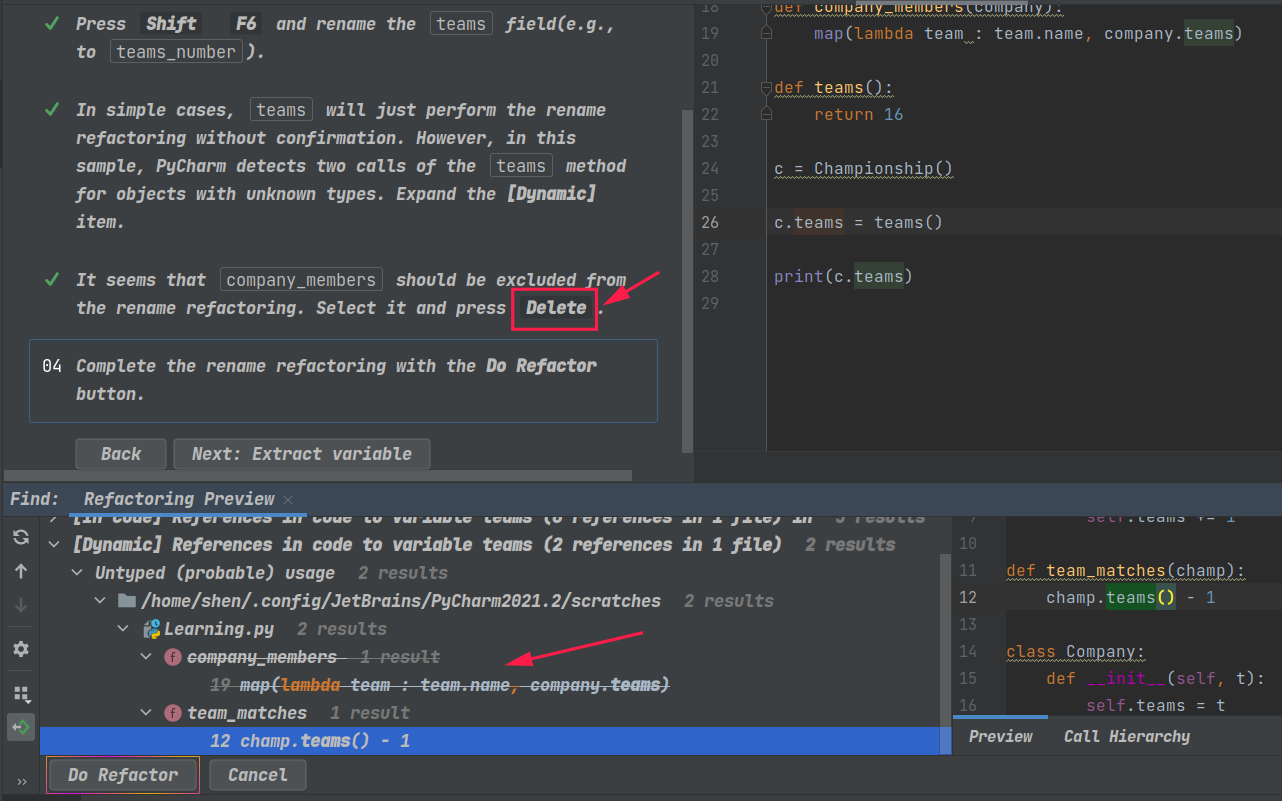 Press Shift F6 and rename the teams field(e.g.,
to teams_number ).
In simple cases, teams will just perform the rename
refactoring without confirmation. However, in this
sample, PyCharm detects two calls of the teams method
for objects with unknown types. Expand the [Dynamic]
item.
It seems that company_members should be excluded from
the rename refactoring. Select it and press Delete .
04 Complete the rename refactoring with the Do Refactor
button.
Back Next: Extract variable
18 def company_members(company):
19 map(lambda team : team.name, company.teams)
20
21 def teams():
22 return 16
23
24 c = Championship()
25
26 c.teams = teams()
27
28 print(c.teams)
29
Find: Refactoring Preview ×
[In code] References in code to variable teams (6 references in 1 file) in 5 results
[Dynamic] References in code to variable teams (2 references in 1 file) 2 results
Untyped (probable) usage 2 results
/home/shen/.config/JetBrains/PyCharm2021.2/scratches 2 results
Learning.py 2 results
f company_members 1 result
19 map(lambda team : team.name, company.teams)
f team_matches 1 result
12 champ.teams() - 1
Do Refactor Cancel
self.teams += 1
10
11 def team_matches(champ):
12 champ.teams() - 1
13
14 class Company:
15 def __init__(self, t):
16 self.teams = t
Preview Call Hierarchy